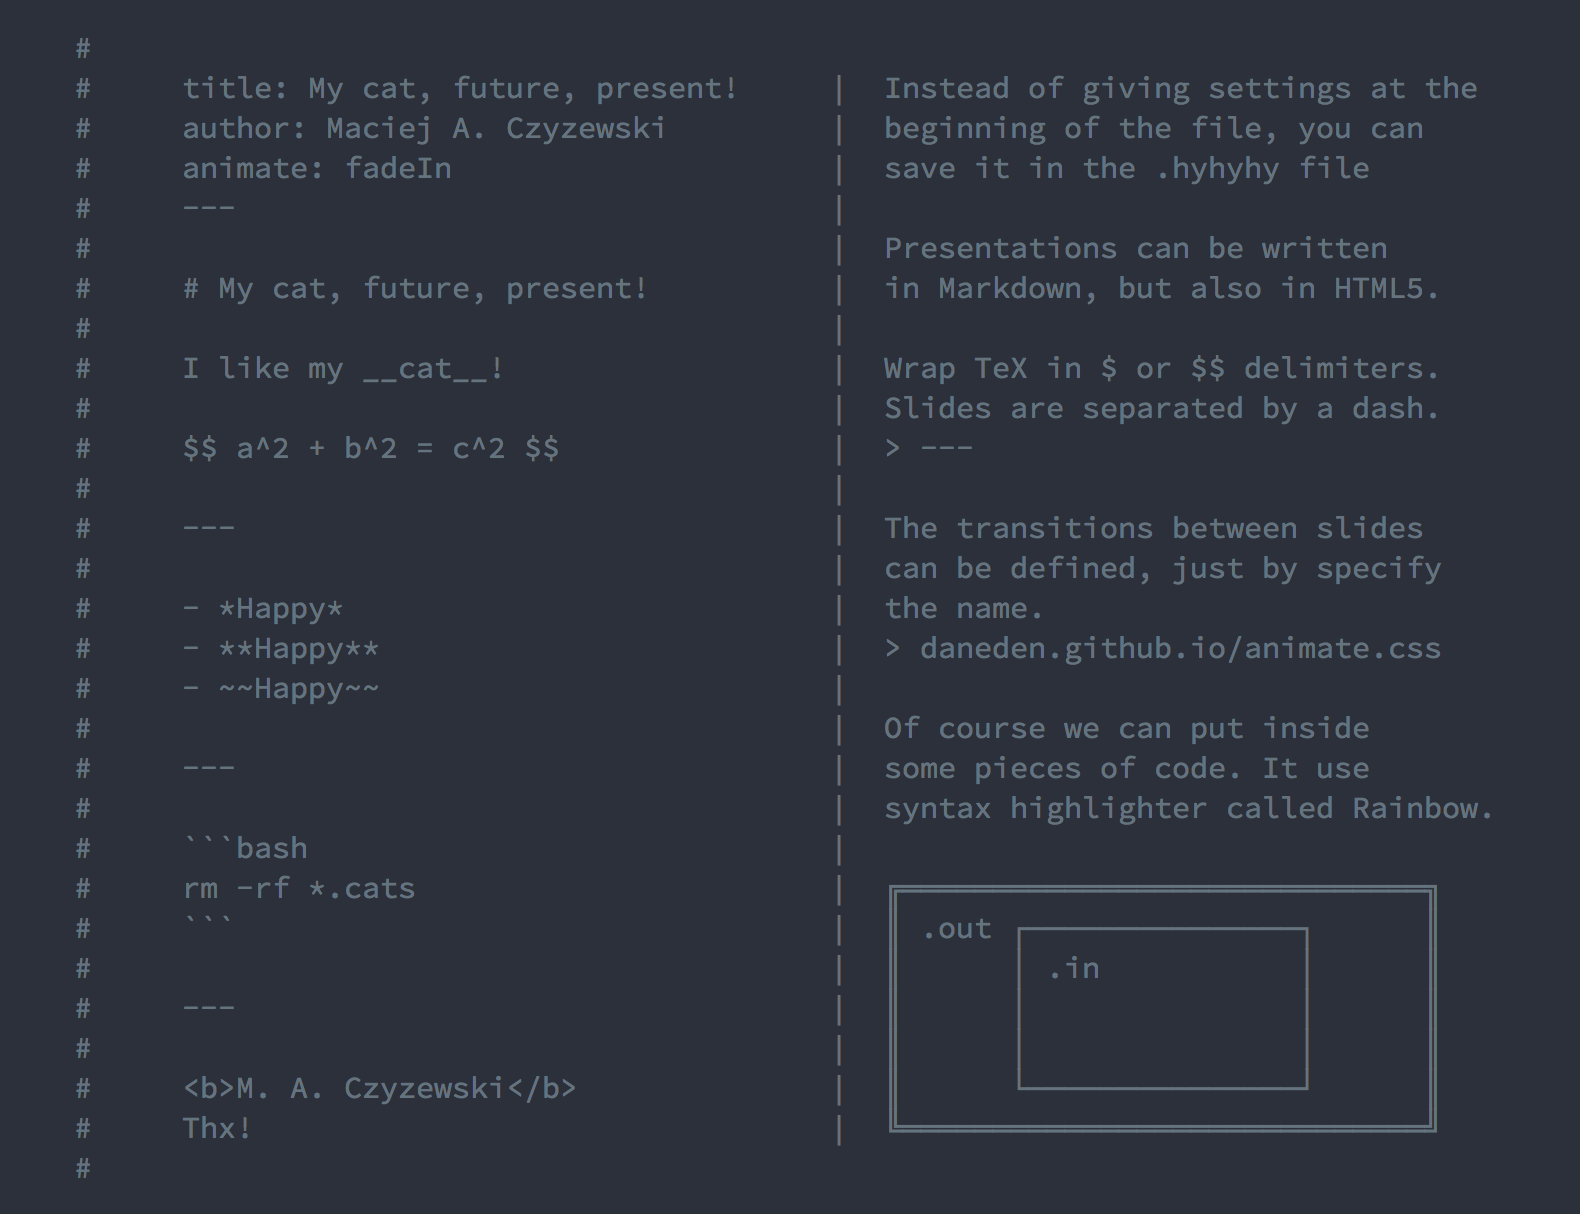 #
#     title: My cat, future, present!     |  Instead of giving settings at the
#     author: Maciej A. Czyzewski         |  beginning of the file, you can
#     animate: fadeIn                     |  save it in the .hyhyhy file
#     ---                                 |
#                                         |  Presentations can be written
#     # My cat, future, present!          |  in Markdown, but also in HTML5.
#                                         |
#     I like my __cat__!                  |  Wrap TeX in $ or $$ delimiters.
#                                         |  Slides are separated by a dash.
#     $$ a^2 + b^2 = c^2 $$               |  > ---
#                                         |
#     ---                                 |  The transitions between slides
#                                         |  can be defined, just by specify
#     - *Happy*                           |  the name.
#     - **Happy**                         |  > daneden.github.io/animate.css
#     - ~~Happy~~                         |
#                                         |  Of course we can put inside
#     ---                                 |  some pieces of code. It use
#                                         |  syntax highlighter called Rainbow.
#     ```bash                             |
#     rm -rf *.cats                       |
#     ```                                 |  .out
#                                         |  .in
#     ---                                 |
#                                         |
#     <b>M. A. Czyzewski</b>              |
#     Thx!                                |
#